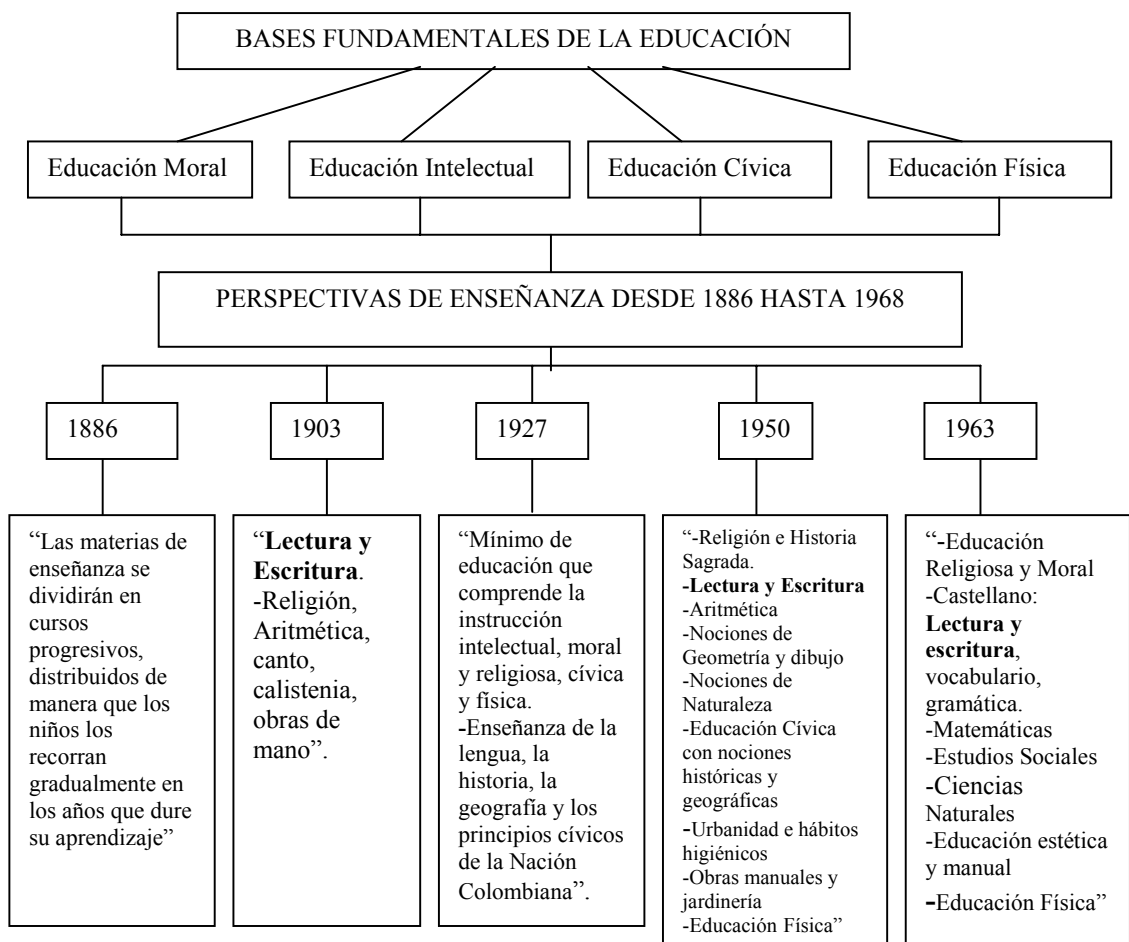 BASES FUNDAMENTALES DE LA EDUCACIÓN
Educación Moral
Educación Intelectual
Educación Cívica
Educación Física
PERSPECTIVAS DE ENSEÑANZA DESDE 1886 HASTA 1968
1886
1903
1927
1950
1963
“Las materias de
enseñanza se
dividirán en
cursos
progresivos,
distribuidos de
manera que los
niños los
recorran
gradualmente en
los años que dure
su aprendizaje”
“Lectura y
Escritura.
-Religión,
Aritmética,
canto,
calistenia,
obras de
mano”.
“Mínimo de
educación que
comprende la
instrucción
intelectual, moral
y religiosa, cívica
y física.
-Enseñanza de la
lengua, la
historia, la
geografía y los
principios cívicos
de la Nación
Colombiana”.
“-Religión e Historia
Sagrada.
-Lectura y Escritura
-Aritmética
-Nociones de
Geometría y dibujo
-Nociones de
Naturaleza
-Educación Cívica
con nociones
históricas y
geográficas
-Urbanidad e hábitos
higiénicos
-Obras manuales y
jardinería
-Educación Física”
“-Educación
Religiosa y Moral
-Castellano:
Lectura y
escritura,
vocabulario,
gramática.
-Matemáticas
-Estudios Sociales
-Ciencias
Naturales
-Educación estética
y manual
-Educación Física”